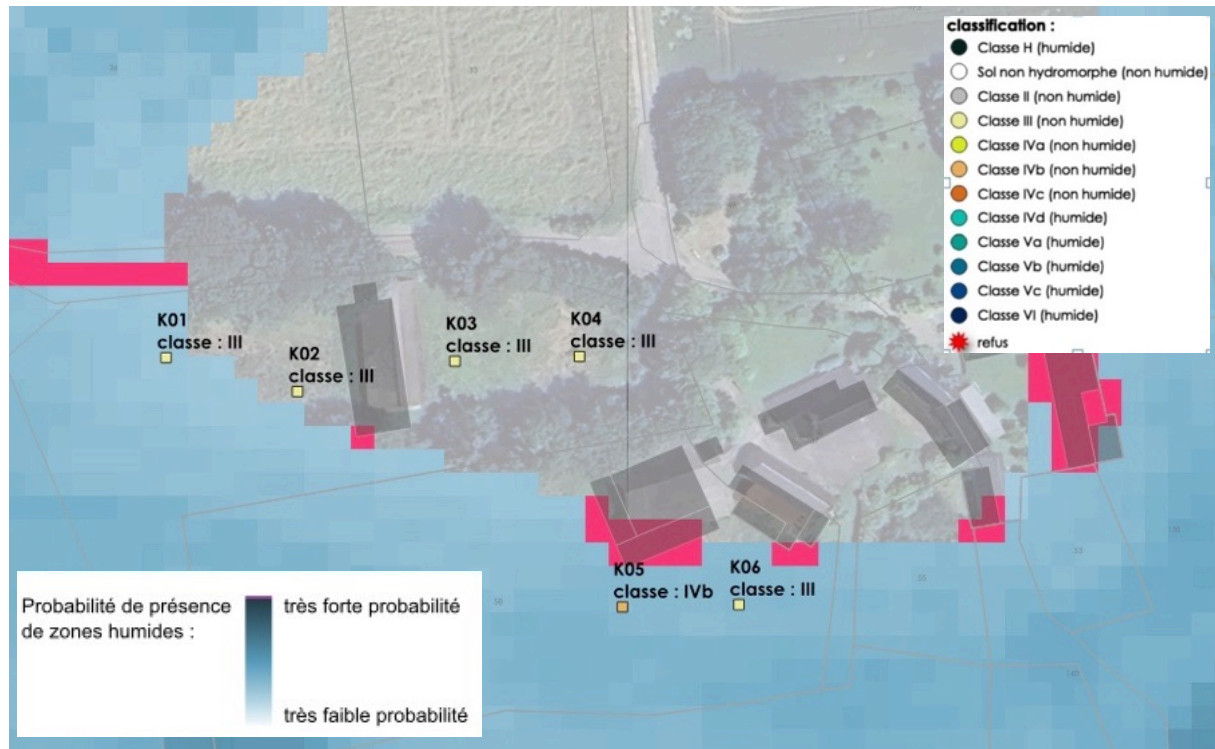 classification :
Classe H (humide)
Sol non hydromorphe (non humide)
Classe II (non humide)
Classe III (non humide)
Classe IVa (non humide)
Classe IVb (non humide)
Classe IVc (non humide)
Classe IVd (humide)
Classe Va (humide)
Classe Vb (humide)
Classe Vc (humide)
Classe VI (humide)
refus
K01
classe : III
K02
classe : III
K03
classe : III
K04
classe : III
K05
classe : IVb
K06
classe : III
55
53
Probabilité de présence
de zones humides :
très forte probabilité
très faible probabilité